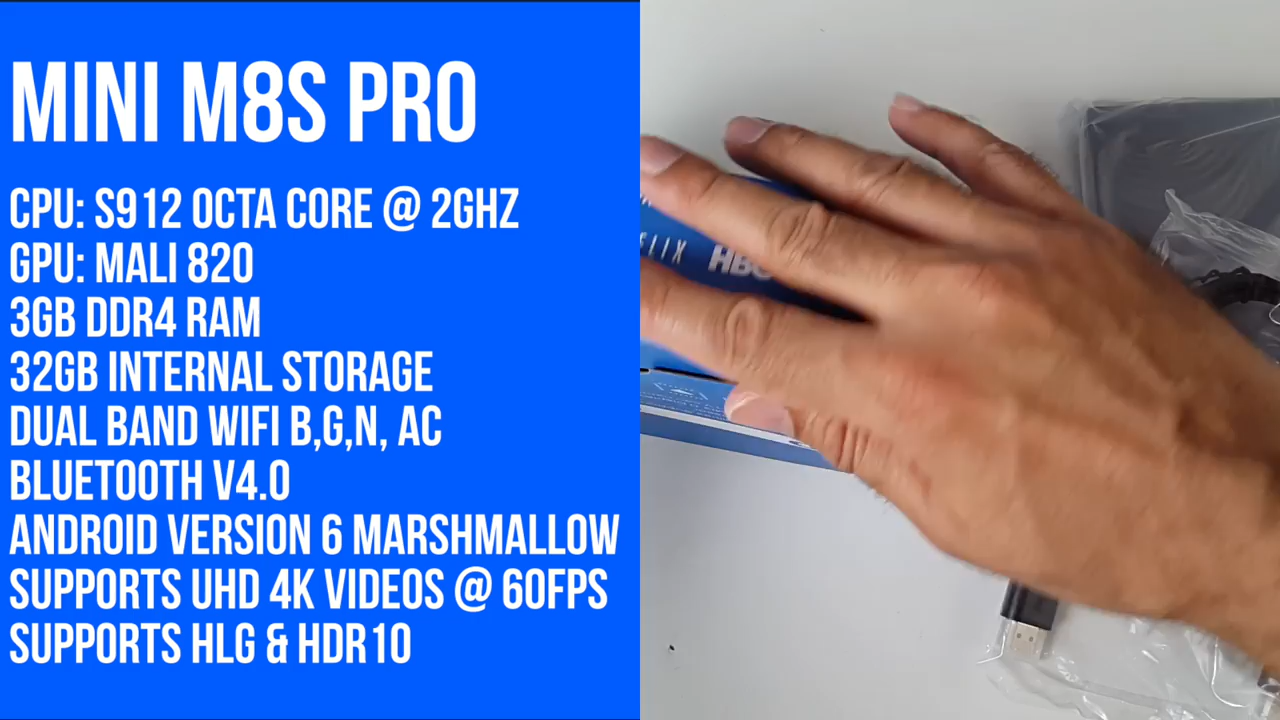 MINI M8S PRO
CPU: S912 OCTA CORE @ 2GHZ
GPU: MALI 820
3GB DDR4 RAM
32GB INTERNAL STORAGE
DUAL BAND WIFI B,G,N, AC
BLUETOOTH V4.0
ANDROID VERSION 6 MARSHMALLOW
SUPPORTS UHD 4K VIDEOS @ 60FPS
SUPPORTS HLG & HDR10